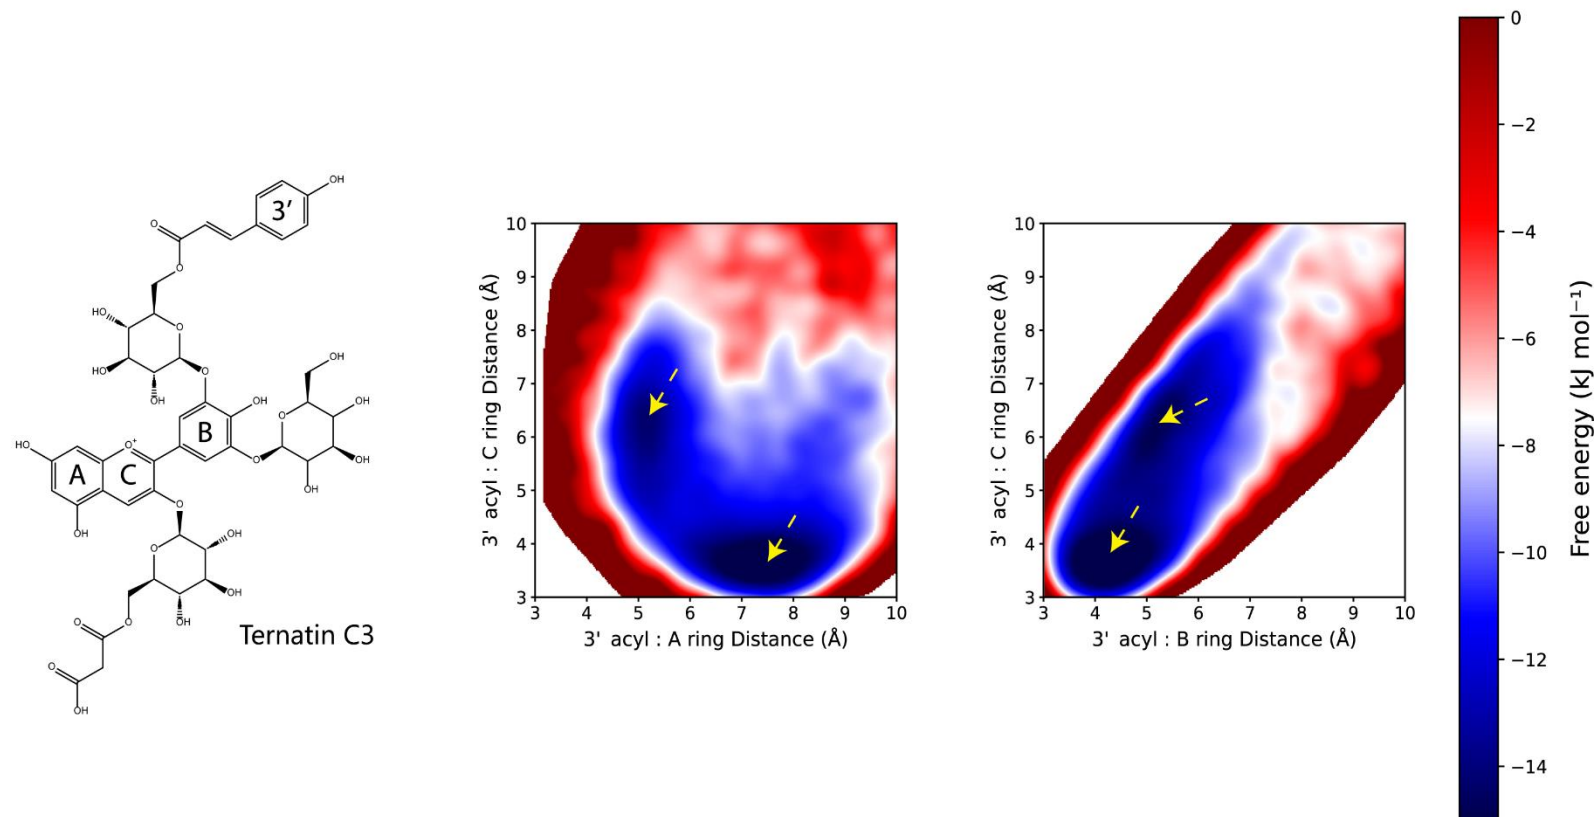 OH
3′
O
O
HO
O
HO
O
OH
OH
OH
O
OH
HO
O⁺
B
A
C
O
OH
OH
O
OH
O
OH
OH
O
OH
O
O
OH
Ternatin C3
O
OH
10
9
8
7
6
5
4
3
3' acyl : C ring Distance (Å)
3 4 5 6 7 8 9 10
3' acyl : A ring Distance (Å)
10
9
8
7
6
5
4
3
3' acyl : C ring Distance (Å)
3 4 5 6 7 8 9 10
3' acyl : B ring Distance (Å)
0
−2
−4
−6
−8
−10
−12
−14
Free energy (kJ mol⁻¹)